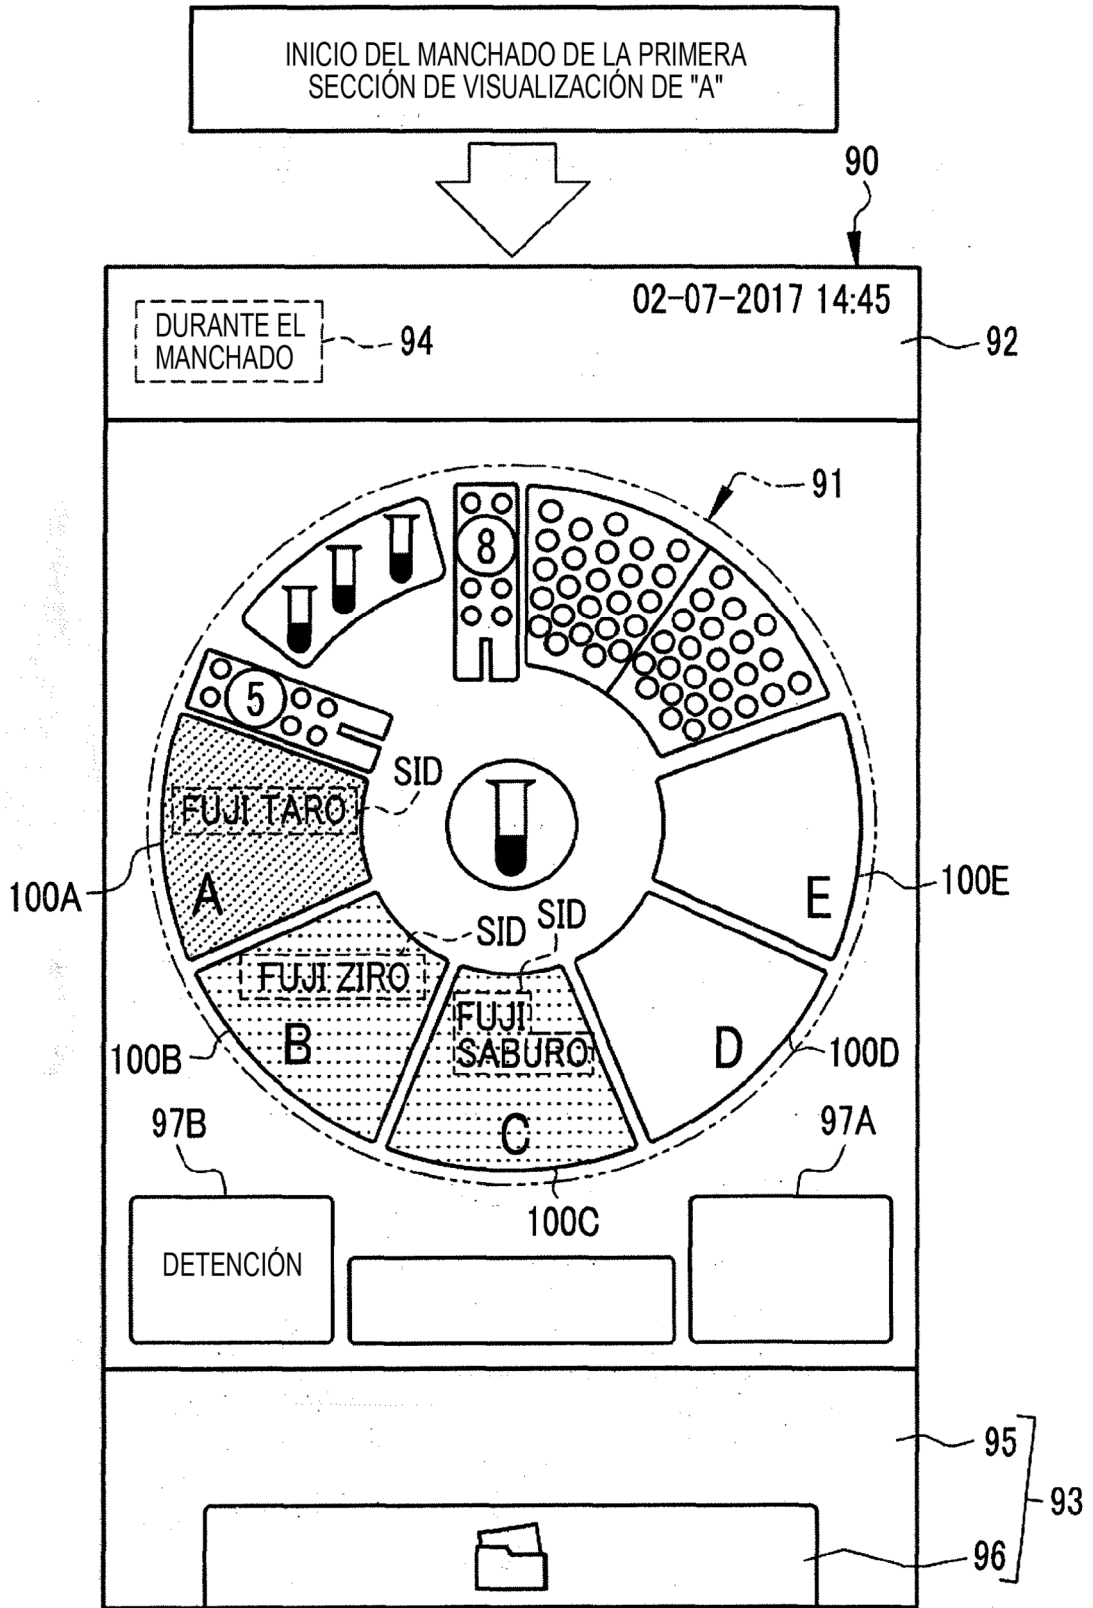 INICIO DEL MANCHADO DE LA PRIMERA
SECCIÓN DE VISUALIZACIÓN DE "A"
90
02-07-2017 14:45
DURANTE EL
MANCHADO
94
92
91
8
5
SID
FUJI TARO
100A
A
E
100E
SID
SID
FUJI ZIRO
FUJI
SABURO
B
100B
D
100D
C
97B
97A
100C
DETENCIÓN
95
93
96